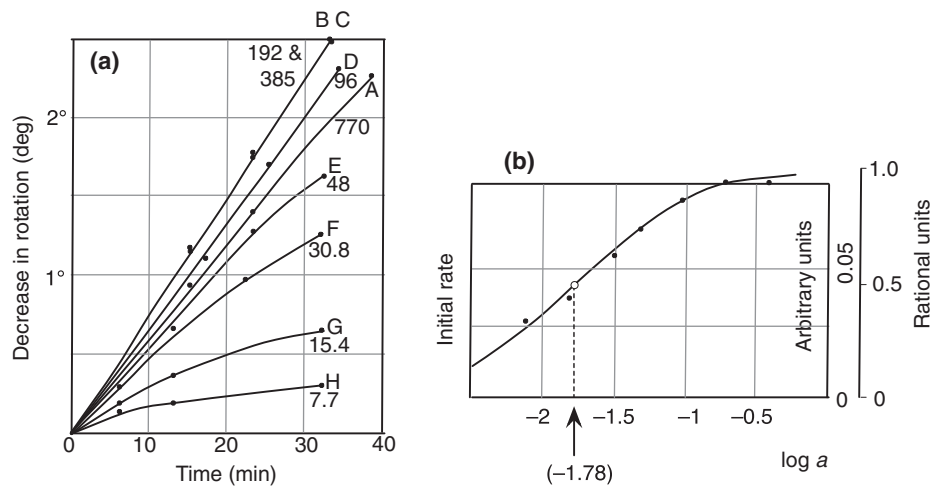 (a)
B C
192 &
385
D
96
A
770
E
48
F
30.8
G
15.4
H
7.7
2°
1°
Decrease in rotation (deg)
0
10
20
30
40
Time (min)
(b)
Initial rate
Arbitrary units
0.05
0
Rational units
1.0
0.5
0
−2
−1.5
−1
−0.5
log a
(−1.78)